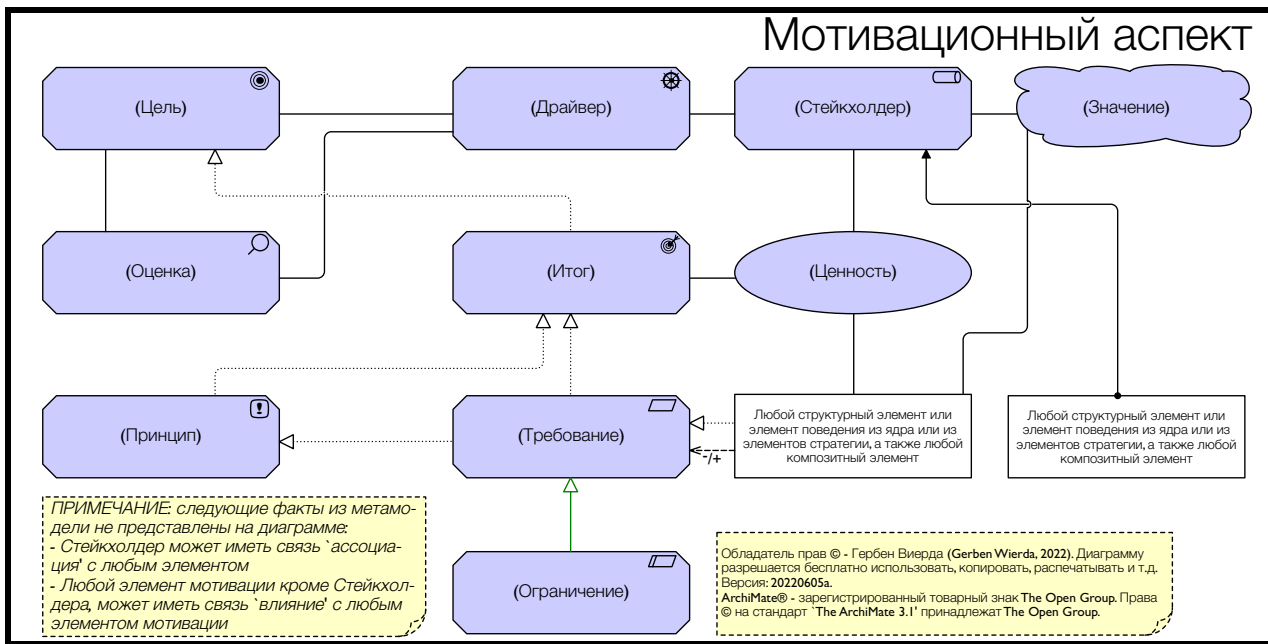 Мотивационный аспект
(Цель)
(Драйвер)
(Стейкхолдер)
(Значение)
(Оценка)
(Итог)
(Ценность)
(Принцип)
(Требование)
-/+
Любой структурный элемент или
элемент поведения из ядра или из
элементов стратегии, а также любой
композитный элемент
Любой структурный элемент или
элемент поведения из ядра или из
элементов стратегии, а также любой
композитный элемент
ПРИМЕЧАНИЕ: следующие факты из метамо-
дели не представлены на диаграмме:
- Стейкхолдер может иметь связь `ассоциа-
ция' с любым элементом
- Любой элемент мотивации кроме Стейкхол-
дера, может иметь связь `влияние' с любым
элементом мотивации
(Ограничение)
Обладатель прав © - Гербен Виерда (Gerben Wierda, 2022). Диаграмму
разрешается бесплатно использовать, копировать, распечатывать и т.д.
Версия: 20220605a.
ArchiMate® - зарегистрированный товарный знак The Open Group. Права
© на стандарт `The ArchiMate 3.1' принадлежат The Open Group.